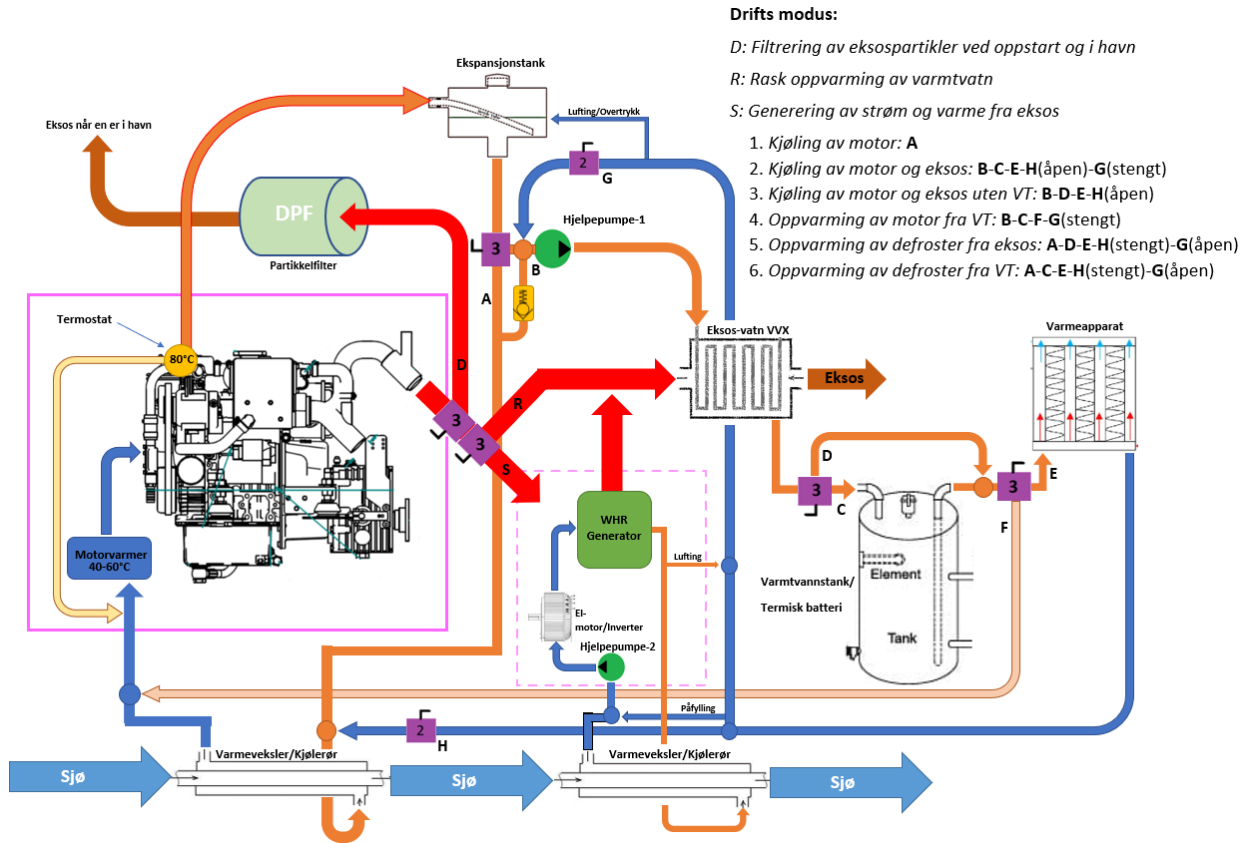 Drifts modus:
D: Filtrering av eksospartikler ved oppstart og i havn
R: Rask oppvarming av varmtvatn
S: Generering av strøm og varme fra eksos
1. Kjøling av motor: A
2. Kjøling av motor og eksos: B-C-E-H(åpen)-G(stengt)
3. Kjøling av motor og eksos uten VT: B-D-E-H(åpen)
4. Oppvarming av motor fra VT: B-C-F-G(stengt)
5. Oppvarming av defroster fra eksos: A-D-E-H(stengt)-G(åpen)
6. Oppvarming av defroster fra VT: A-C-E-H(stengt)-G(åpen)
Ekspansjonstank
Lufting/Overtrykk
Eksos når en er i havn
2
G
DPF
Partikkelfilter
Hjelpepumpe-1
3
B
A
Termostat
80°C
Eksos-vatn VVX
Varmeapparat
D
R
Eksos
3
3
S
D
3
C
3
E
F
WHR
Generator
Motorvarmer
40-60°C
Lufting
Element
Varmtvannstank/
Termisk batteri
Tank
El-
motor/Inverter
Hjelpepumpe-2
Påfylling
2
H
Varmeveksler/Kjølerør
Varmeveksler/Kjølerør
Sjø
Sjø
Sjø